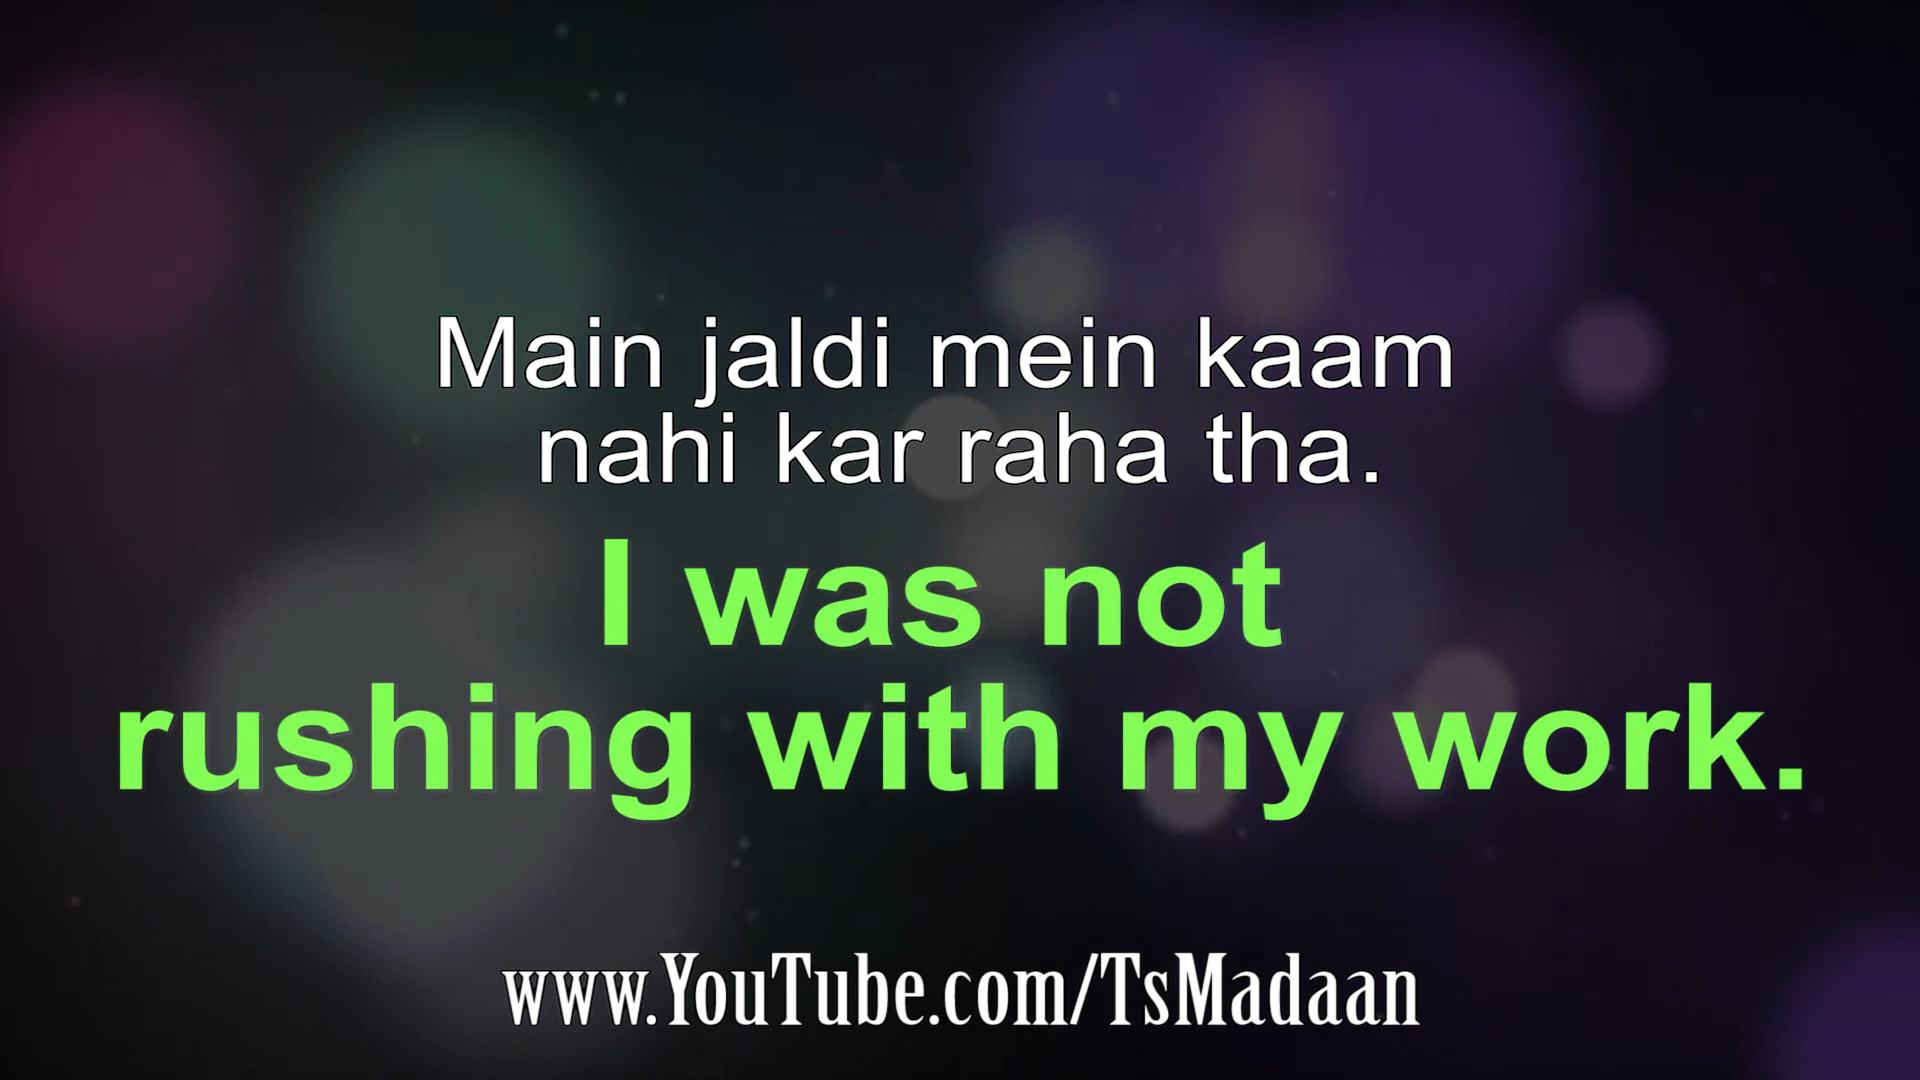 Main jaldi mein kaam
nahi kar raha tha.
I was not
rushing with my work.
www.YouTube.com/TsMadaan